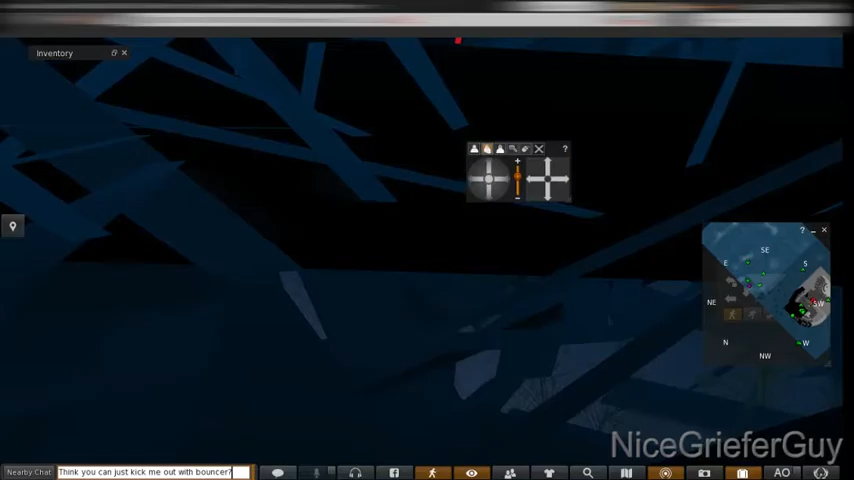 Inventory
?
?
SE
E
S
NE
SW
N
W
NW
NiceGrieferGuy
Nearby Chat
Think you can just kick me out with bouncer?
AO